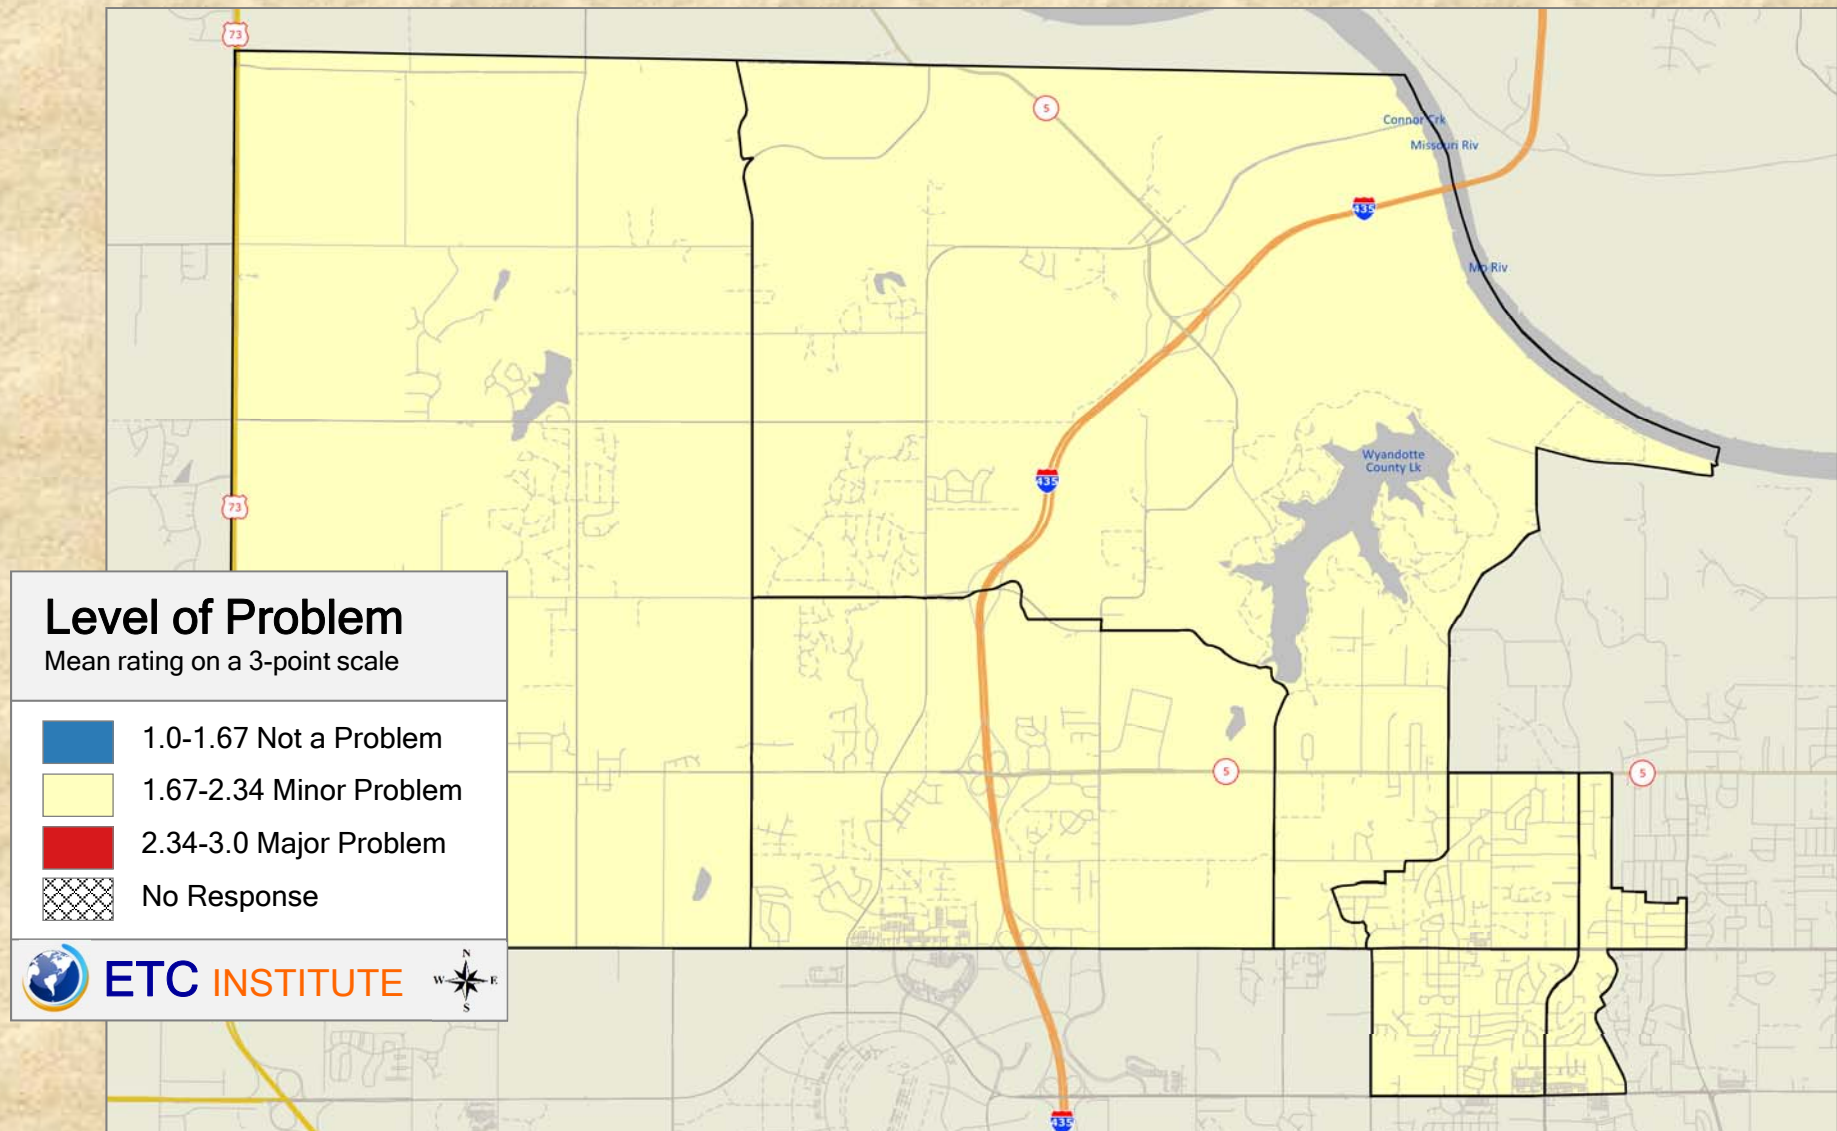 73
5
Connor Crk
Missouri Riv
435
Mo Riv
Wyandotte
County Lk
435
73
Level of Problem
Mean rating on a 3-point scale
1.0-1.67 Not a Problem
1.67-2.34 Minor Problem
2.34-3.0 Major Problem
No Response
ETC INSTITUTE
N
W E
S
5
5
435